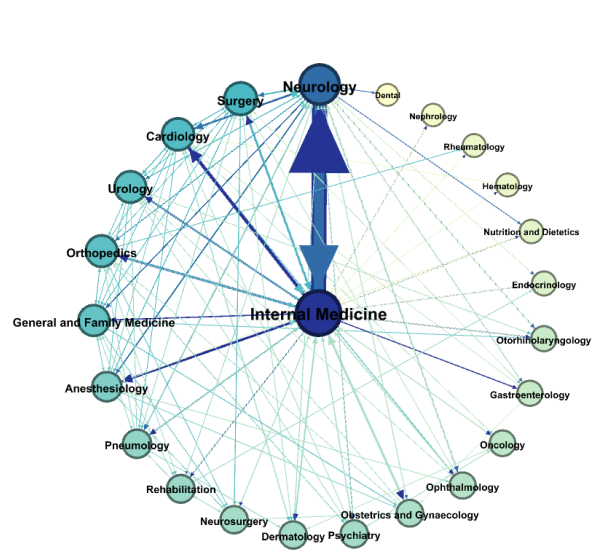 Neurology
Dental
Surgery
Nephrology
Cardiology
Rheumatology
Urology
Hematology
Nutrition and Dietetics
Orthopedics
Endocrinology
Internal Medicine
General and Family Medicine
Otorhinolaryngology
Anesthesiology
Gastroenterology
Pneumology
Oncology
Rehabilitation
Ophthalmology
Obstetrics and Gynaecology
Neurosurgery
Dermatology
Psychiatry